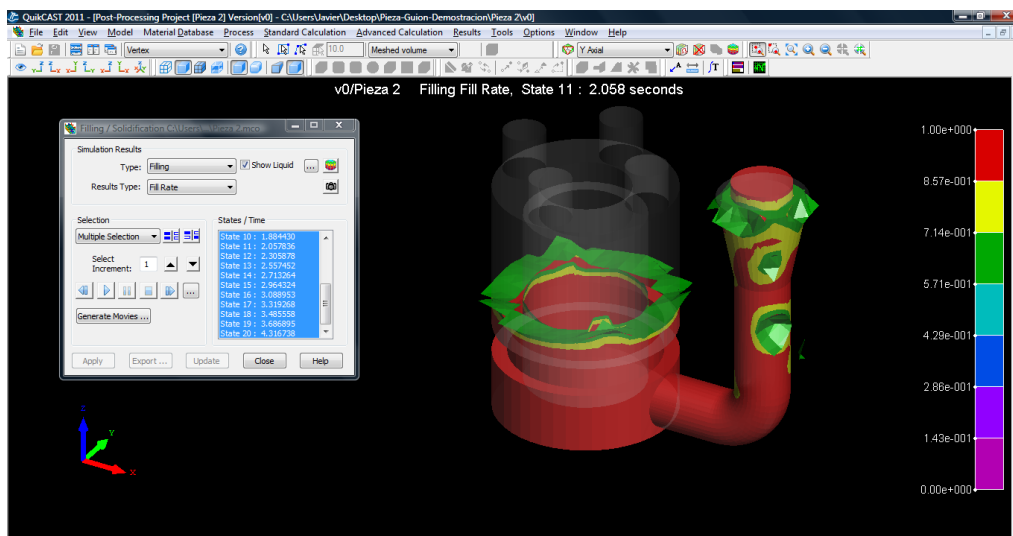 QuikCAST 2011 - [Post-Processing Project [Pieza 2] Version[v0] - C:\Users\Javier\Desktop\Pieza-Guion-Demostracion\Pieza 2\v0]
File Edit View Model Material Database Process Standard Calculation Advanced Calculation Results Tools Options Window Help
Vertex 10.0 Meshed volume Y Axial
v0/Pieza 2 Filling Fill Rate, State 11 : 2.058 seconds
Filling / Solidification
Simulation Results
Type: Filling Show Liquid ...
Results Type: Fill Rate
Selection
Multiple Selection
Select Increment: 1
...
Generate Movies ...
States / Time
State 10 : 1.884430
State 11 : 2.057836
State 12 : 2.305878
State 13 : 2.557452
State 14 : 2.713264
State 15 : 2.964324
State 16 : 3.088953
State 17 : 3.319268
State 18 : 3.485558
State 19 : 3.686895
State 20 : 4.316738
Apply Export ... Update Close Help
1.00e+000
8.57e-001
7.14e-001
5.71e-001
4.29e-001
2.86e-001
1.43e-001
0.00e+000
Z
Y
X